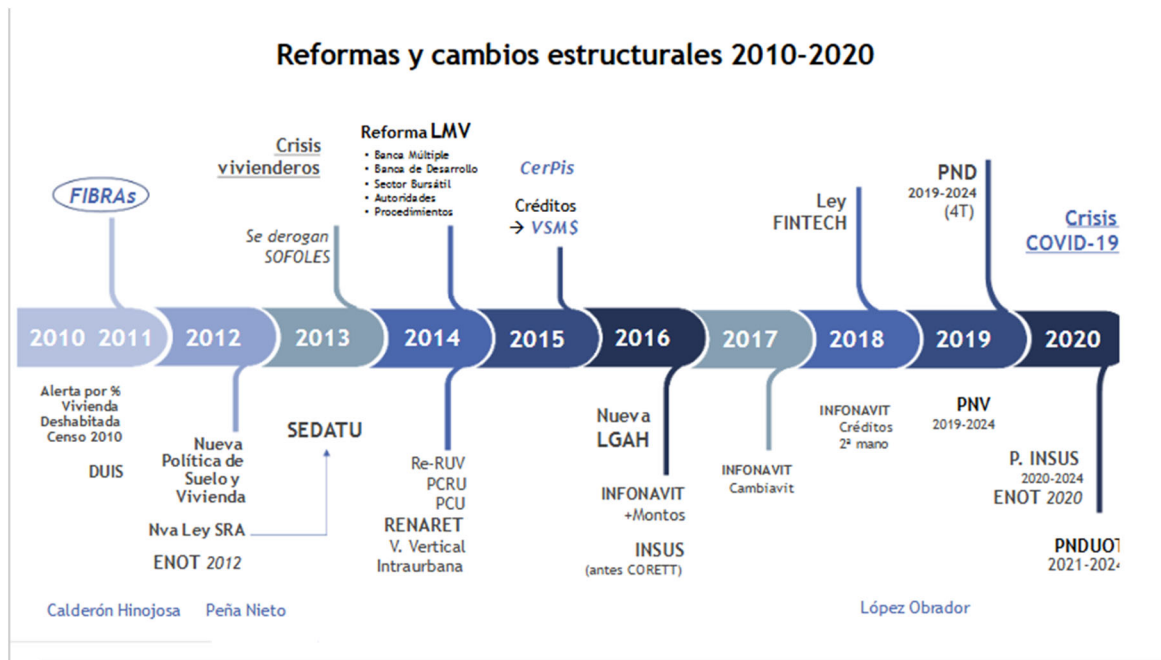 Reformas y cambios estructurales 2010-2020
FIBRAs
Crisis
vivienderos
Se derogan
SOFOLES
Reforma LMV
• Banca Múltiple
• Banca de Desarrollo
• Sector Bursátil
• Autoridades
• Procedimientos
CerPis
Créditos
→ VSM$
Ley
FINTECH
PND
2019-2024
(4T)
Crisis
COVID-19
2010 2011 2012 2013 2014 2015 2016 2017 2018 2019 2020
Alerta por %
Vivienda
Deshabitada
Censo 2010
DUIS
Nueva
Política de
Suelo y
Vivienda
Nva Ley SRA
ENOT 2012
SEDATU
Re-RUV
PCRU
PCU
RENARET
V. Vertical
Intraurbana
Nueva
LGAH
INFONAVIT
+Montos
INSUS
(antes CORETT)
INFONAVIT
Cambiavit
INFONAVIT
Créditos
2ª mano
PNV
2019-2024
P. INSUS
2020-2024
ENOT 2020
PNDUOT
2021-2024
Calderón Hinojosa Peña Nieto López Obrador